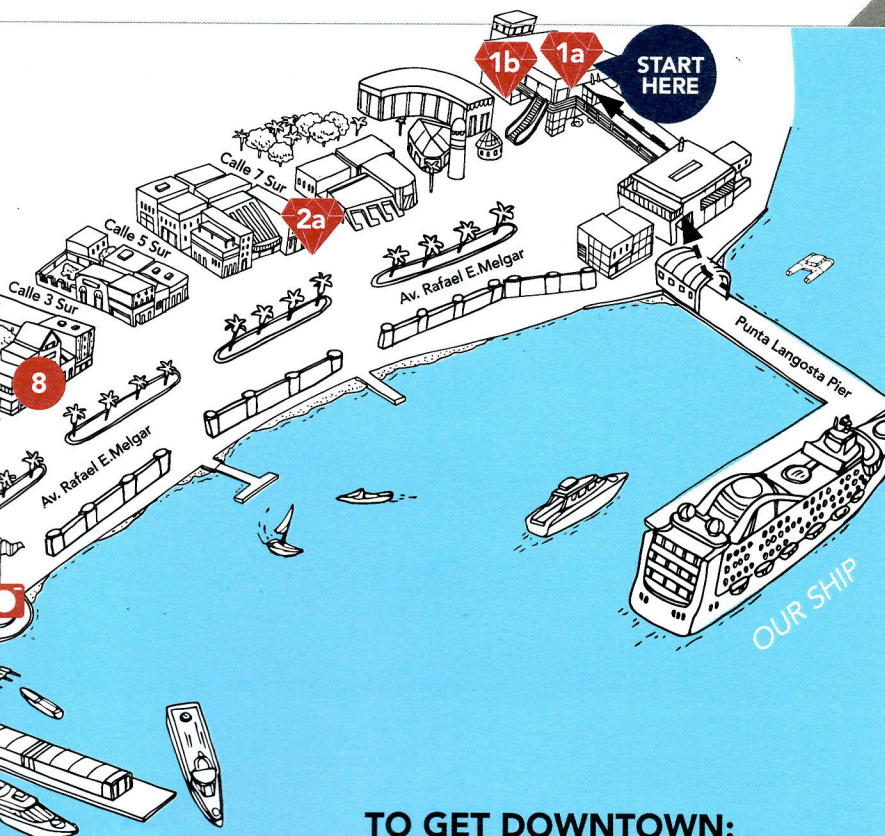 1b
1a
START
HERE
Calle 7 Sur
2a
Calle 5 Sur
Av. Rafael E.Melgar
Calle 3 Sur
Punta Langosta Pier
8
Av. Rafael E.Melgar
OUR SHIP
TO GET DOWNTOWN: